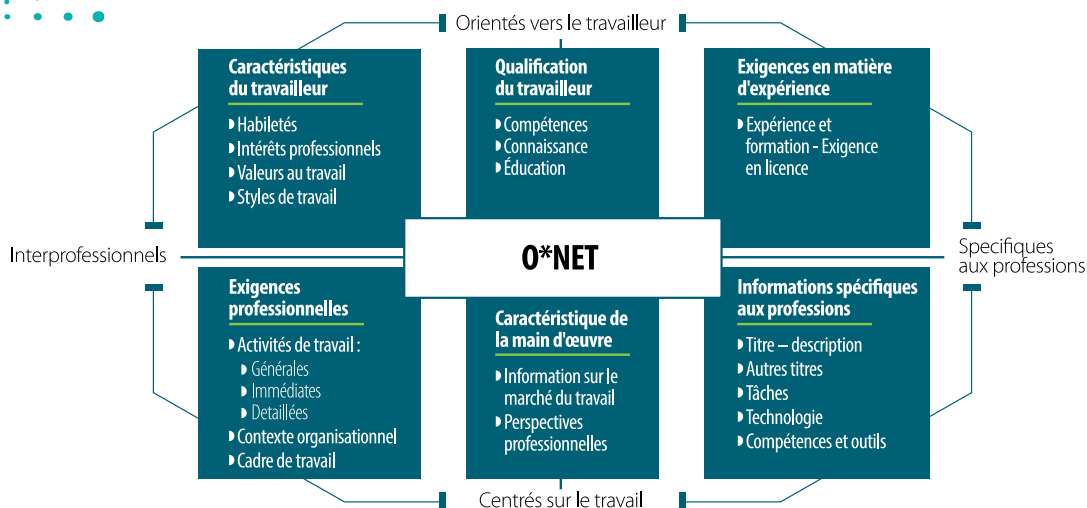 Orientés vers le travailleur
Caractéristiques
du travailleur
Habiletés
Intérêts professionnels
Valeurs au travail
Styles de travail
Qualification
du travailleur
Compétences
Connaissance
Éducation
Exigences en matière
d'expérience
Expérience et
formation - Exigence
en licence
Interprofessionnels
O*NET
Specifiques
aux professions
Exigences
professionnelles
Activités de travail :
Générales
Immédiates
Detaillées
Contexte organisationnel
Cadre de travail
Caractéristique de
la main d'œuvre
Information sur le
marché du travail
Perspectives
professionnelles
Informations spécifiques
aux professions
Titre – description
Autres titres
Tâches
Technologie
Compétences et outils
Centrés sur le travail